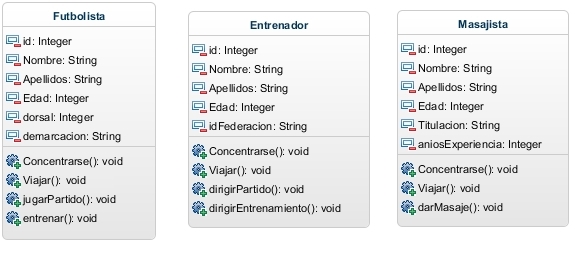 Futbolista
id: Integer
Nombre: String
Apellidos: String
Edad: Integer
dorsal: Integer
demarcacion: String
Concentrarse(): void
Viajar(): void
jugarPartido(): void
entrenar(): void
Entrenador
id: Integer
Nombre: String
Apellidos: String
Edad: Integer
idFederacion: String
Concentrarse(): void
Viajar(): void
dirigirPartido(): void
dirigirEntrenamiento(): void
Masajista
id: Integer
Nombre: String
Apellidos: String
Edad: Integer
Titulacion: String
aniosExperiencia: Integer
Concentrarse(): void
Viajar(): void
darMasaje(): void